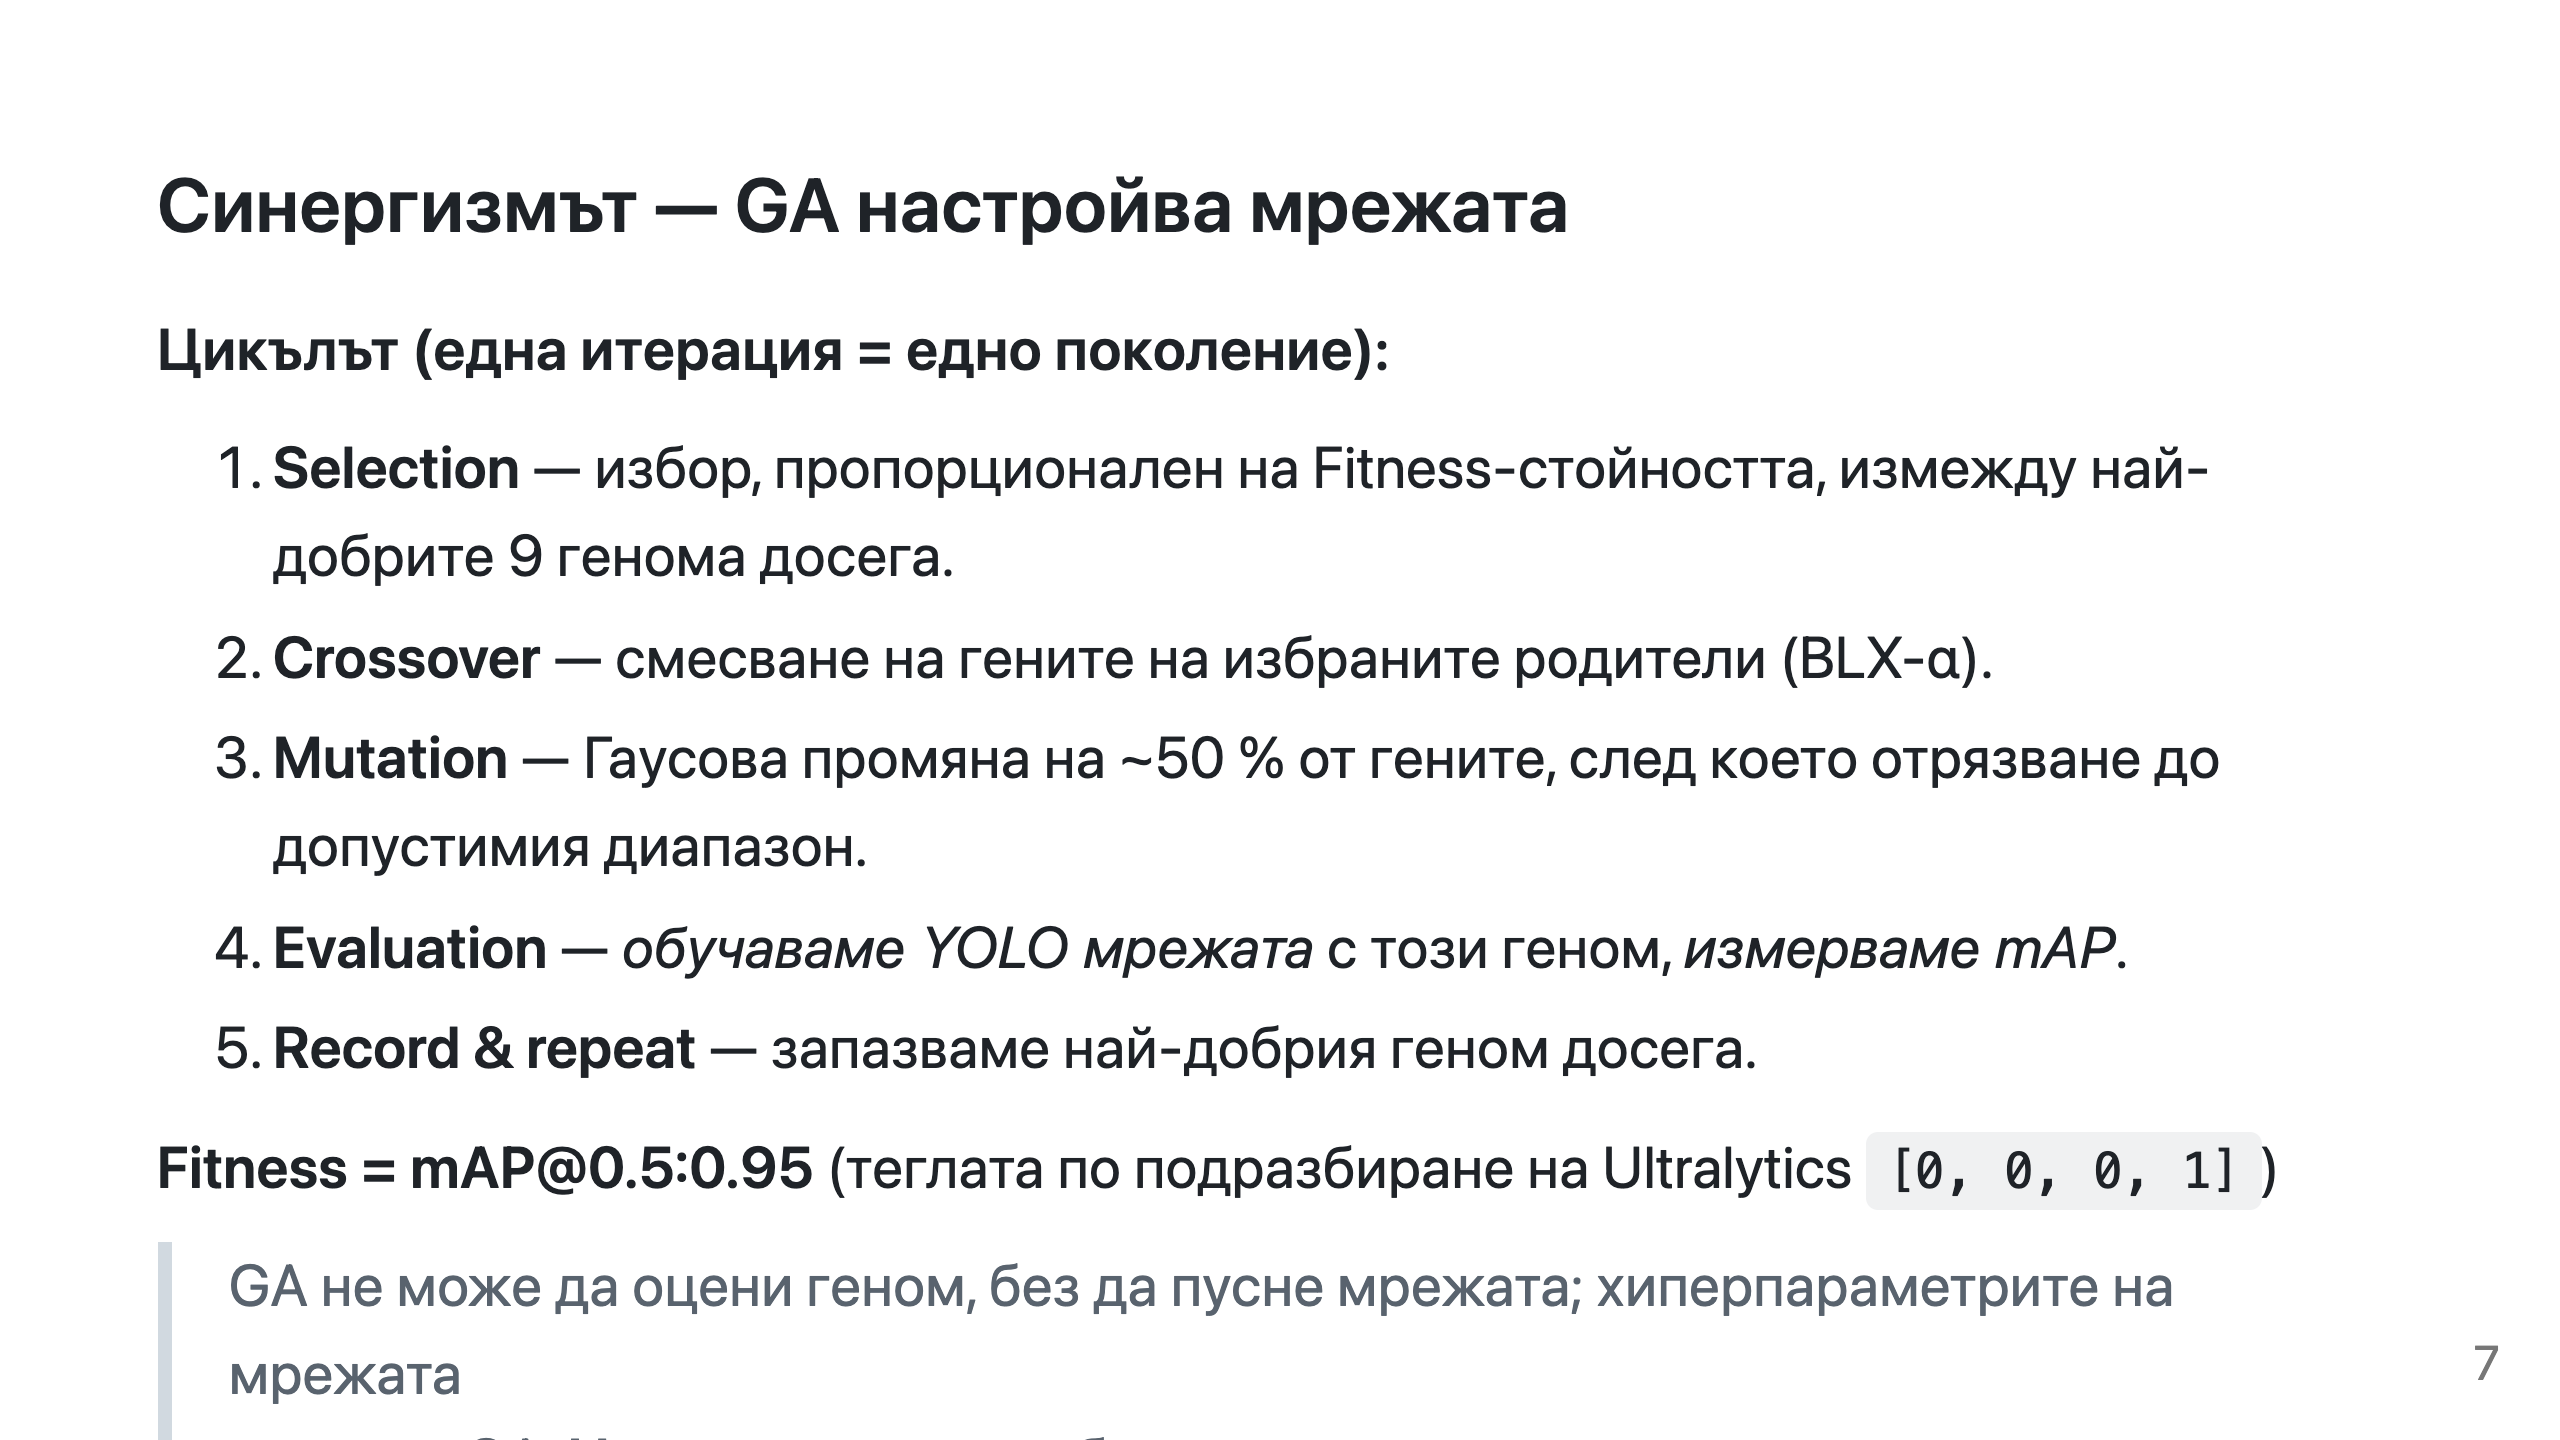 Синергизмът — GA настройва мрежата
Цикълът (една итерация = едно поколение):
1. Selection — избор, пропорционален на Fitness-стойността, измежду най-
добрите 9 генома досега.
2. Crossover — смесване на гените на избраните родители (BLX-α).
3. Mutation — Гаусова промяна на ~50 % от гените, след което отрязване до
допустимия диапазон.
4. Evaluation — обучаваме YOLO мрежата с този геном, измерваме mAP.
5. Record & repeat — запазваме най-добрия геном досега.
Fitness = mAP@0.5:0.95 (теглата по подразбиране на Ultralytics [0, 0, 0, 1] )
GA не може да оцени геном, без да пусне мрежата; хиперпараметрите на
мрежата
7